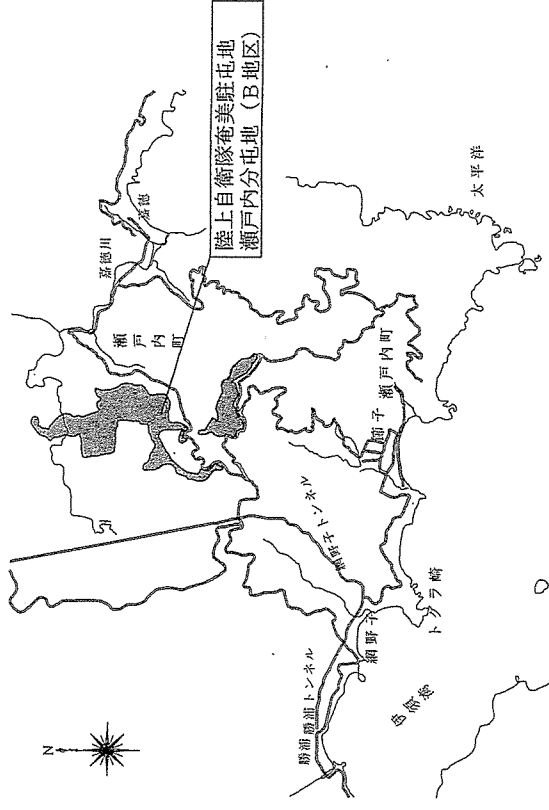 陸上自衛隊奄美駐屯地
瀬戸内分屯地（B地区）
嘉徳川
嘉徳
瀬戸内町
太平洋
瀬戸内町
節子
網野子トンネル
トクラ崎
網野子
勝浦
勝浦トンネル
N